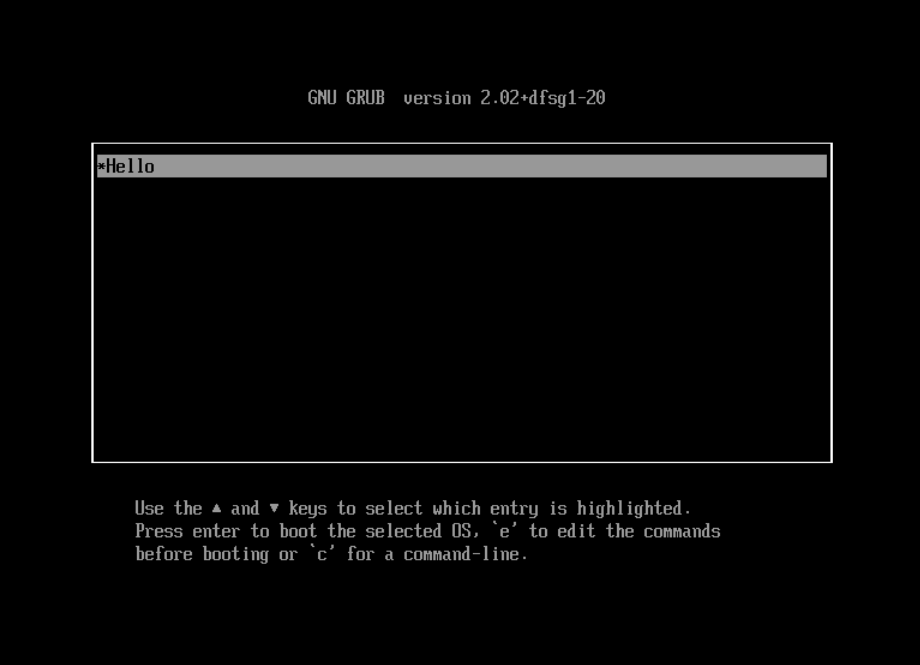 GNU GRUB  version 2.02+dfsg1-20
*Hello
Use the ▲ and ▼ keys to select which entry is highlighted.
Press enter to boot the selected OS, `e' to edit the commands
before booting or `c' for a command-line.